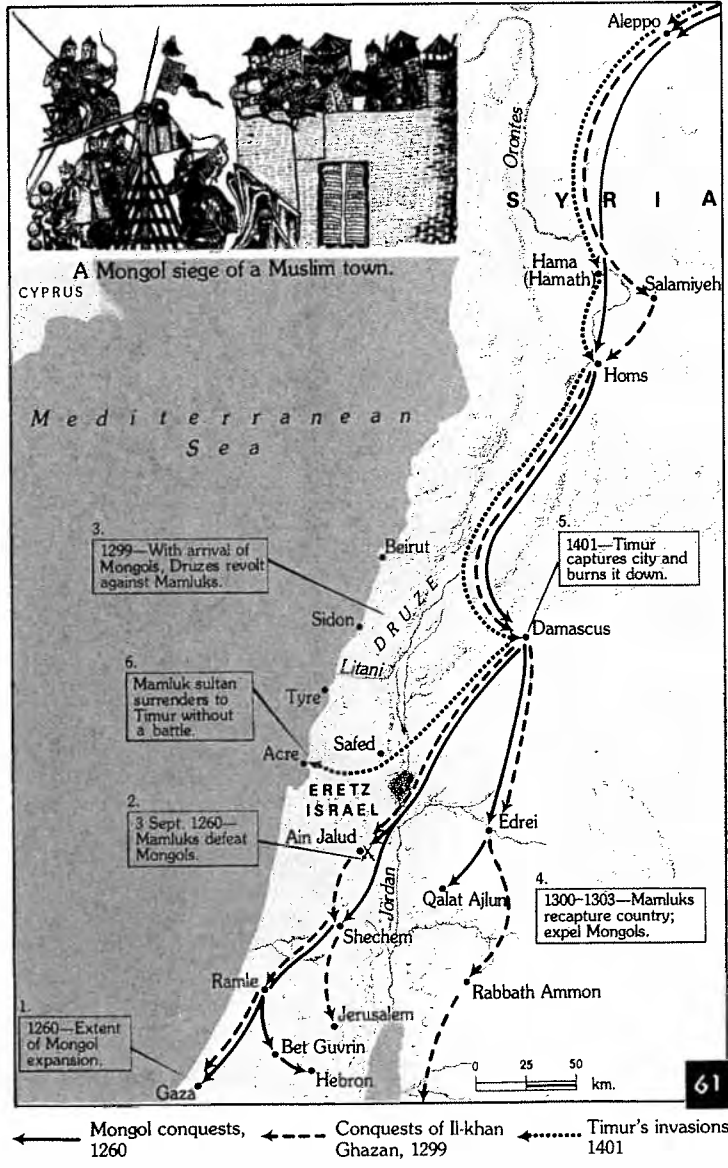 Aleppo
Orontes
SYRIA
A Mongol siege of a Muslim town.
CYPRUS
Hama
(Hamath)
Salamiyeh
Homs
Mediterranean
Sea
3.
1299—With arrival of
Mongols, Druzes revolt
against Mamluks.
Beirut
5.
1401—Timur
captures city and
burns it down.
DRUZE
Sidon
Damascus
Litani
6.
Mamluk sultan
surrenders to
Timur without
a battle.
Tyre
Safed
Acre
ERETZ
ISRAEL
2.
3 Sept. 1260—
Mamluks defeat
Mongols.
Ain Jalud
Edrei
Jordan
Qalat Ajlun
4.
1300-1303—Mamluks
recapture country;
expel Mongols.
Shechem
Ramle
Rabbath Ammon
1.
1260—Extent
of Mongol
expansion.
Jerusalem
Bet Guvrin
Hebron
Gaza
0 25 50
km.
61
Mongol conquests,
1260
Conquests of Il-khan
Ghazan, 1299
Timur's invasions
1401